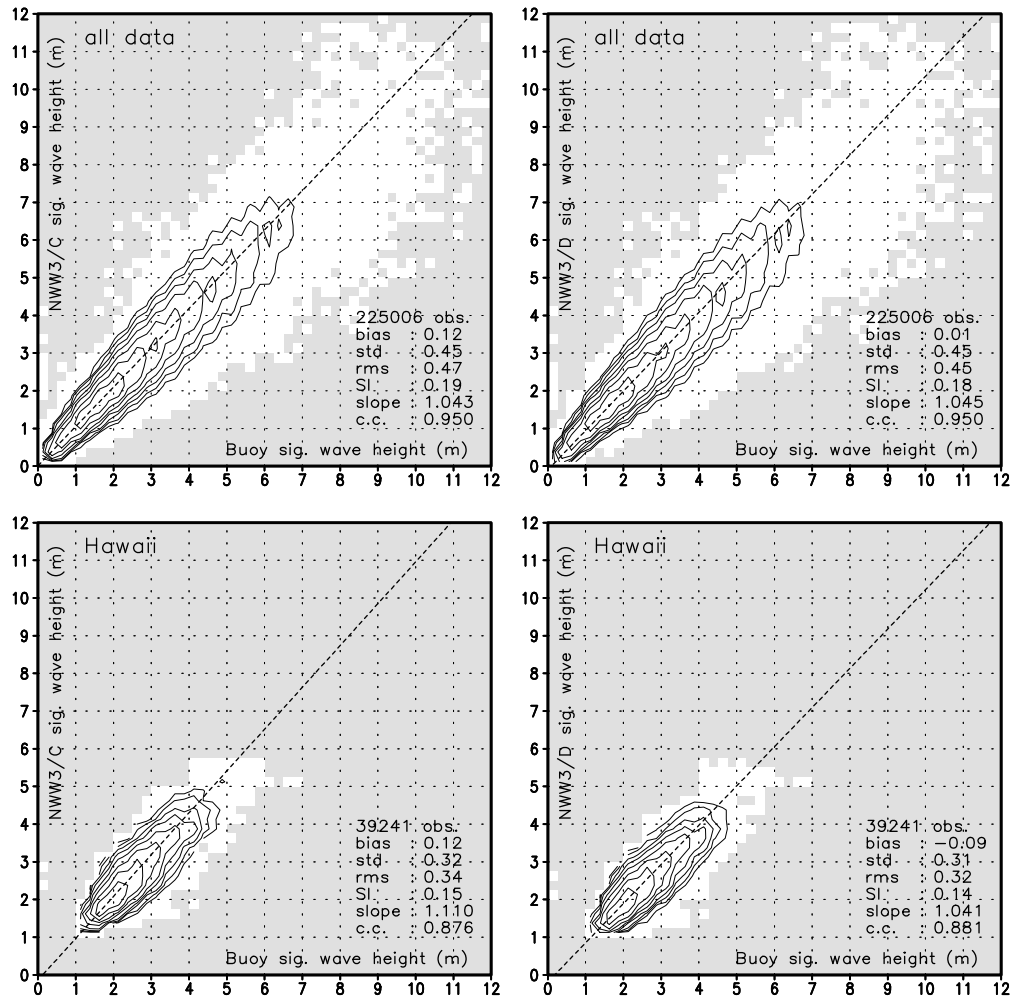 all data
NWW3/C sig. wave height (m)
12
11
10
9
8
7
6
5
4
3
2
1
0
225006 obs.
bias : 0.12
std : 0.45
rms : 0.47
SI : 0.19
slope : 1.043
c.c. : 0.950
Buoy sig. wave height (m)
0 1 2 3 4 5 6 7 8 9 10 11 12
all data
NWW3/D sig. wave height (m)
12
11
10
9
8
7
6
5
4
3
2
1
0
225006 obs.
bias : 0.01
std : 0.45
rms : 0.45
SI : 0.18
slope : 1.045
c.c. : 0.950
Buoy sig. wave height (m)
0 1 2 3 4 5 6 7 8 9 10 11 12
Hawaii
NWW3/C sig. wave height (m)
12
11
10
9
8
7
6
5
4
3
2
1
0
39241 obs.
bias : 0.12
std : 0.32
rms : 0.34
SI : 0.15
slope : 1.110
c.c. : 0.876
Buoy sig. wave height (m)
0 1 2 3 4 5 6 7 8 9 10 11 12
Hawaii
NWW3/D sig. wave height (m)
12
11
10
9
8
7
6
5
4
3
2
1
0
39241 obs.
bias : −0.09
std : 0.31
rms : 0.32
SI : 0.14
slope : 1.041
c.c. : 0.881
Buoy sig. wave height (m)
0 1 2 3 4 5 6 7 8 9 10 11 12